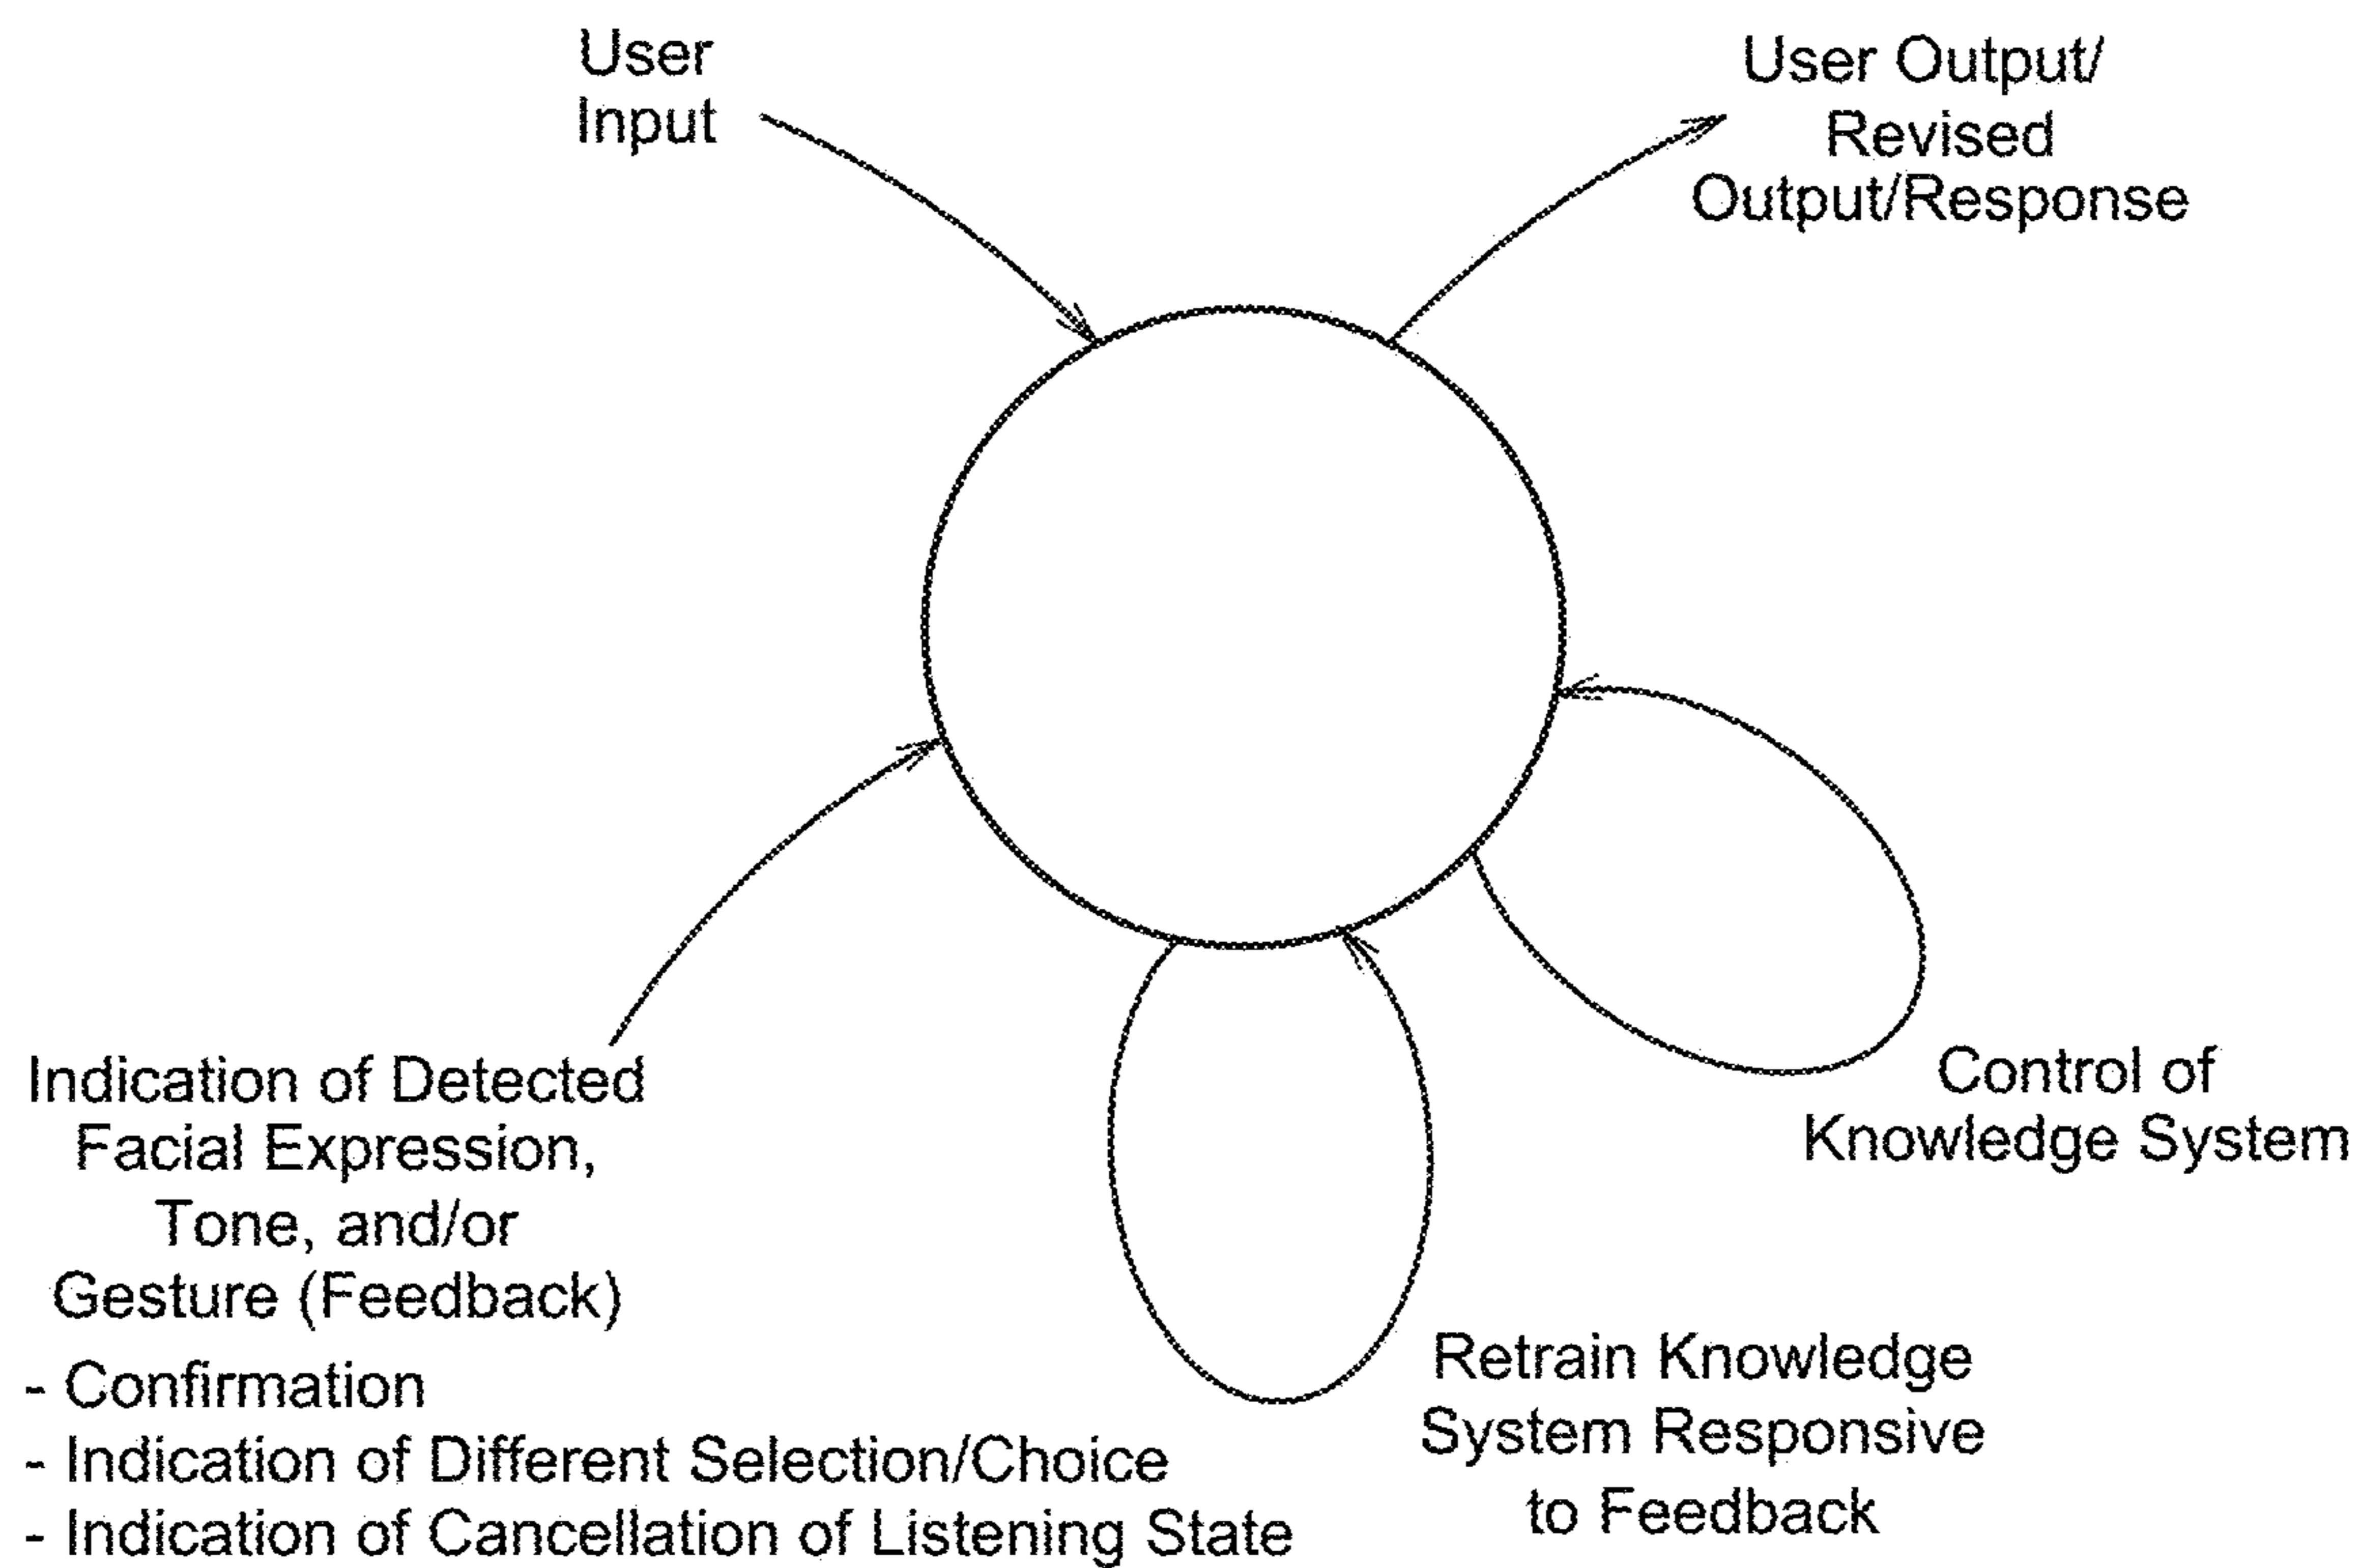 User
Input
User Output/
Revised
Output/Response
Indication of Detected
Facial Expression,
Tone, and/or
Gesture (Feedback)
- Confirmation
- Indication of Different Selection/Choice
- Indication of Cancellation of Listening State
Control of
Knowledge System
Retrain Knowledge
System Responsive
to Feedback